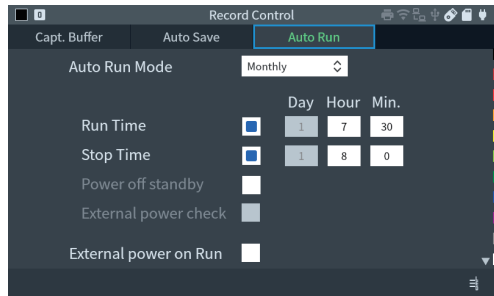 D Record Control
Capt. Buffer Auto Save Auto Run
Auto Run Mode Monthly
Day Hour Min.
Run Time 1 7 30
Stop Time 1 8 0
Power off standby
External power check
External power on Run